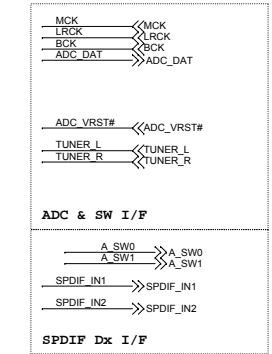 MCK MCK
LRCK LRCK
BCK BCK
ADC_DAT ADC_DAT
ADC_VRST# ADC_VRST#
TUNER_L TUNER_L
TUNER_R TUNER_R
ADC & SW I/F
A_SW0 A_SW0
A_SW1 A_SW1
SPDIF_IN1 SPDIF_IN1
SPDIF_IN2 SPDIF_IN2
SPDIF Dx I/F